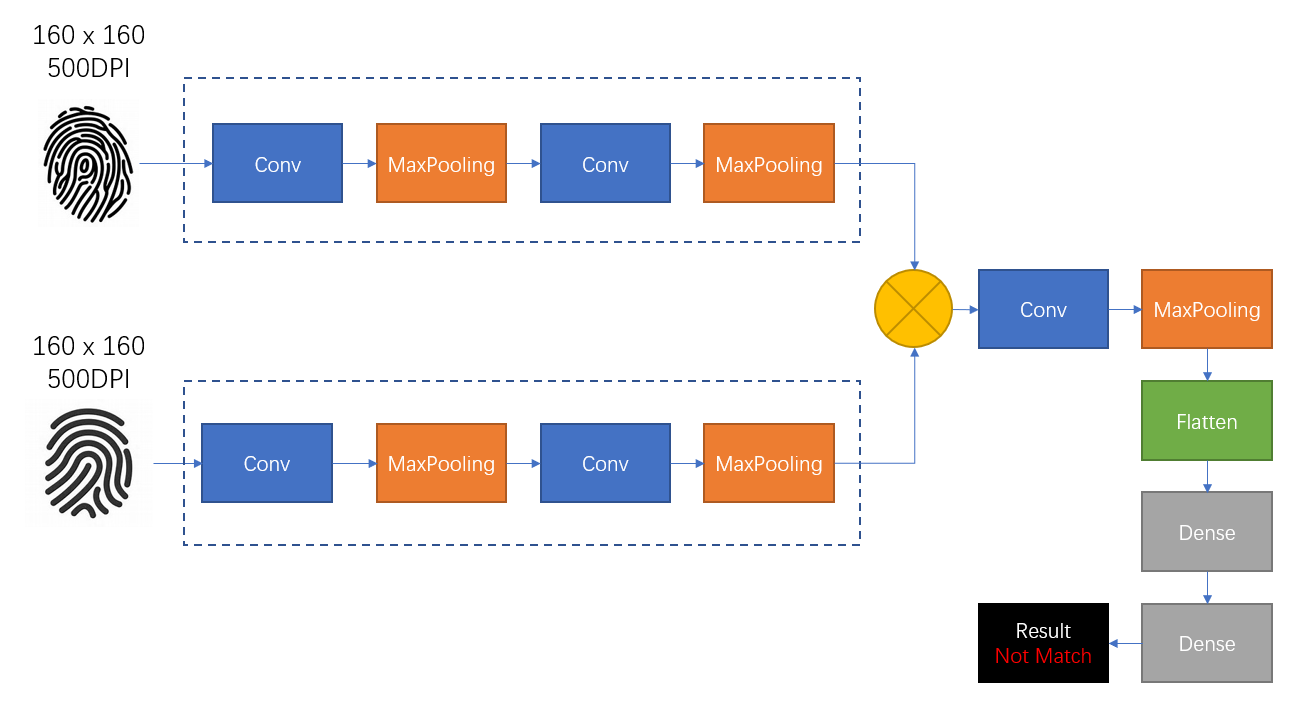 160 x 160
500DPI
Conv
MaxPooling
Conv
MaxPooling
160 x 160
500DPI
Conv
MaxPooling
Conv
MaxPooling
Conv
MaxPooling
Flatten
Dense
Dense
Result
Not Match